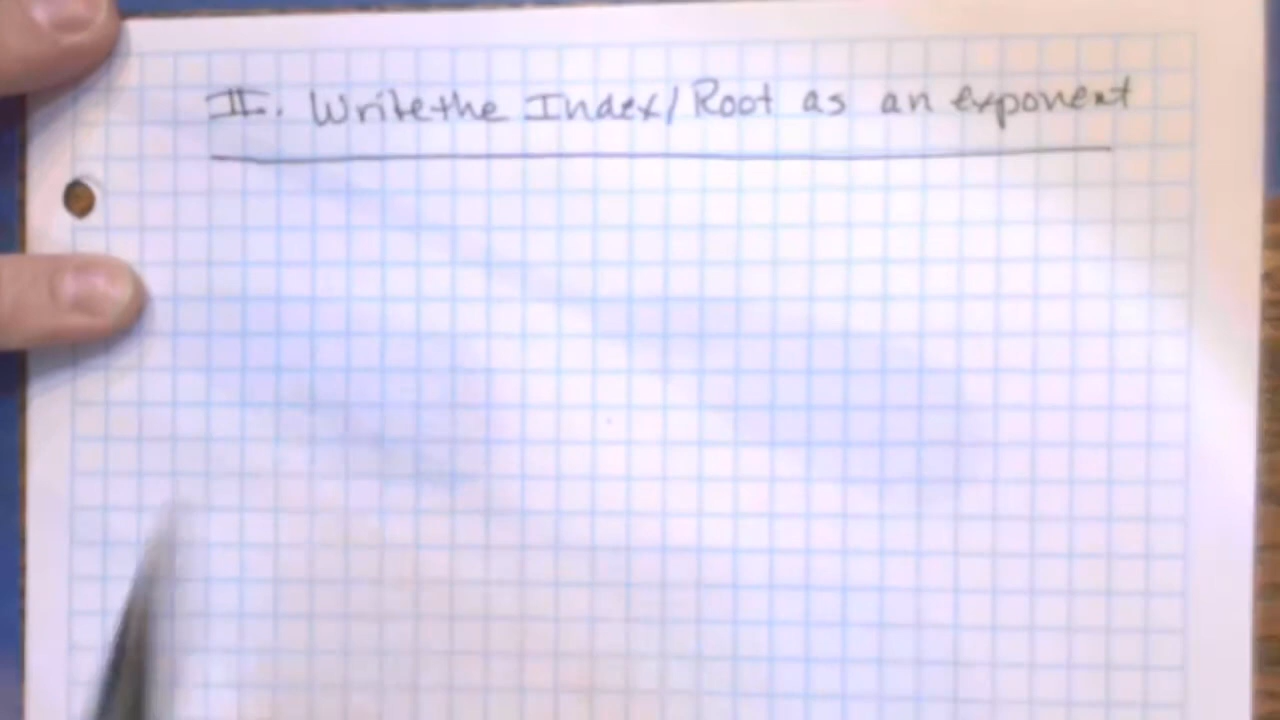 II. Write the Index/Root as an exponent